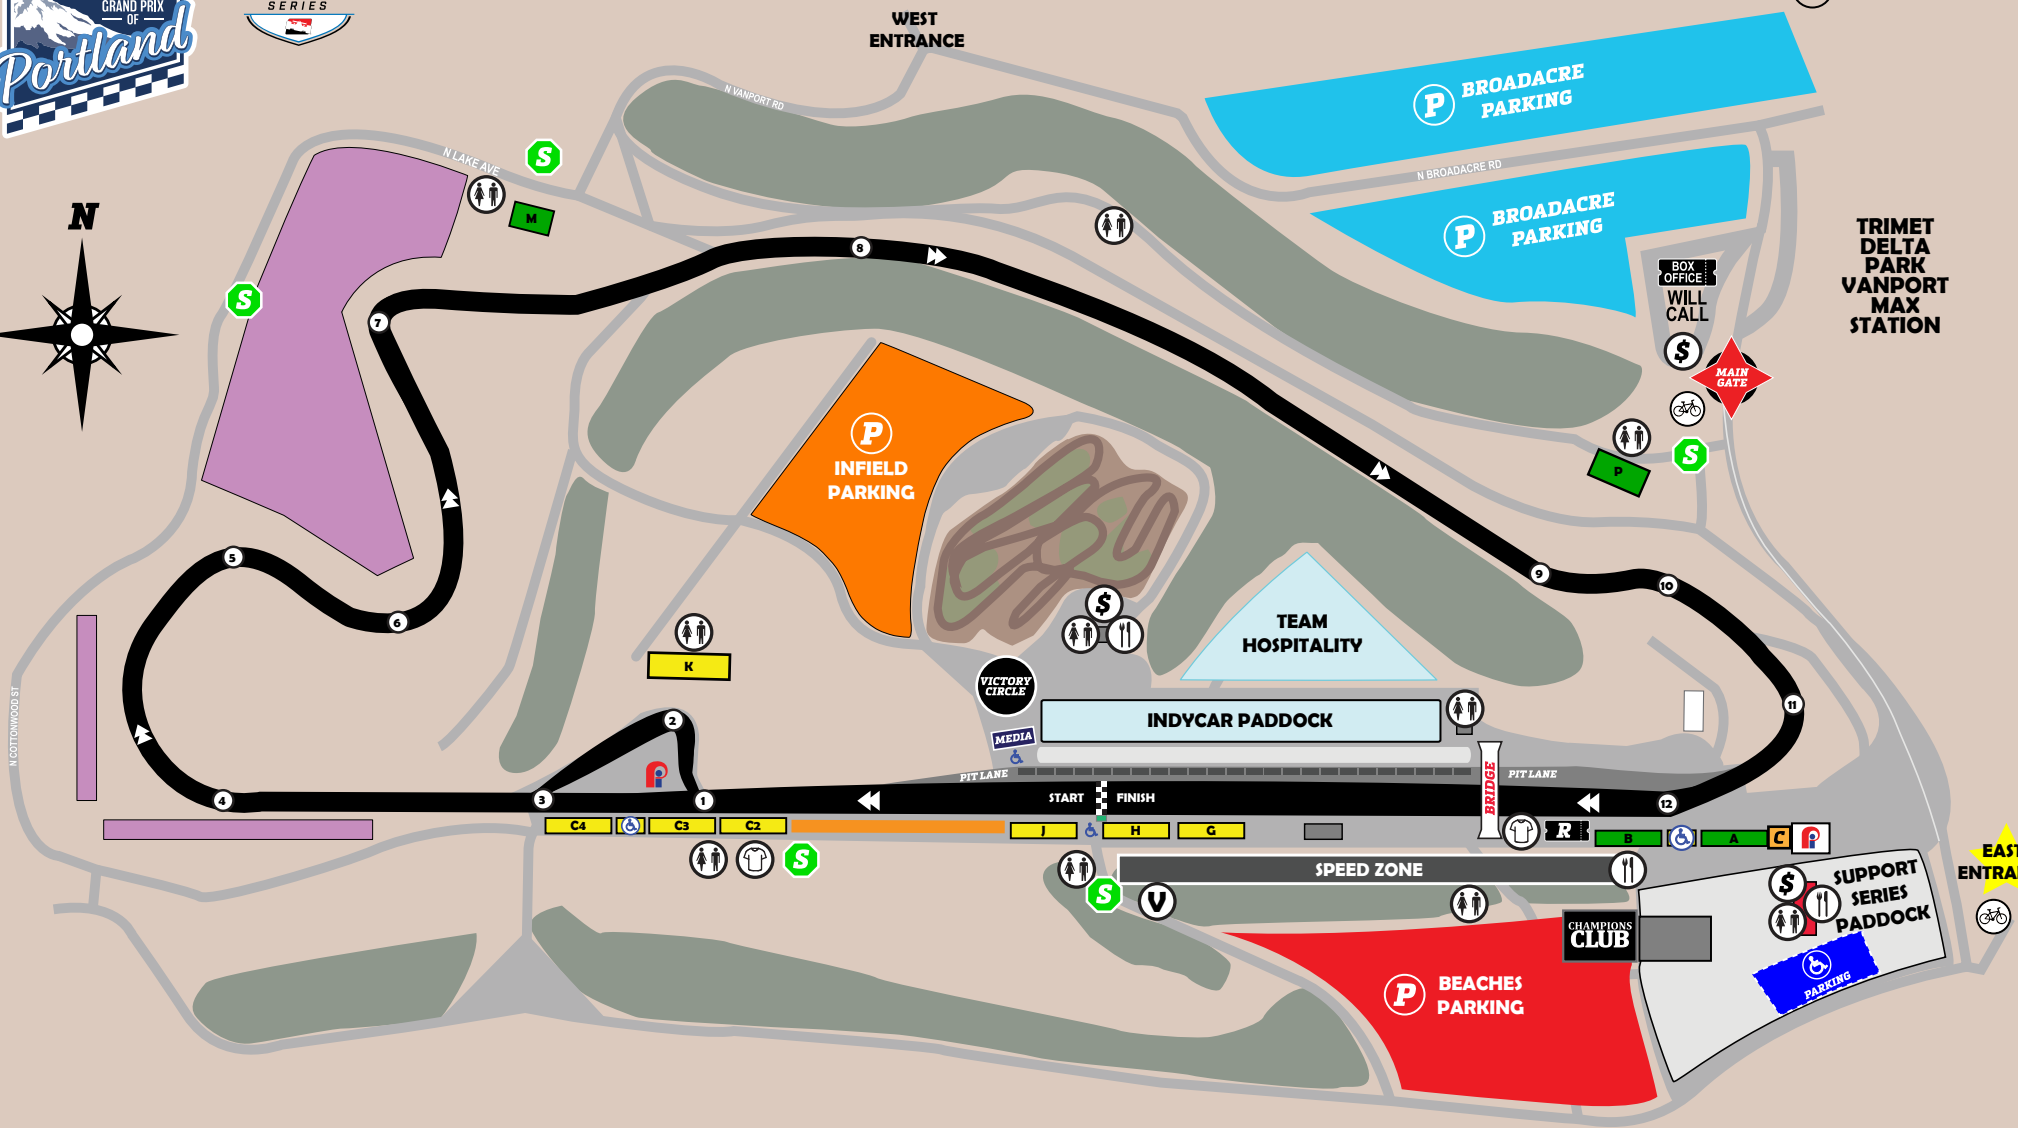 GRAND PRIX
OF
Portland
SERIES
WEST
ENTRANCE
N VANPORT RD
P BROADACRE
PARKING
N BROADACRE RD
P BROADACRE
PARKING
N LAKE AVE
S
M
N
S
8
7
TRIMET
DELTA
PARK
VANPORT
MAX
STATION
BOX
OFFICE
WILL
CALL
$
MAIN
GATE
P
S
P
INFIELD
PARKING
5
6
9
10
$
TEAM
HOSPITALITY
K
VICTORY
CIRCLE
INDYCAR PADDOCK
MEDIA
N COTTONWOOD ST
2
11
PIT LANE
BRIDGE
PIT LANE
4
3
1
START
FINISH
12
C4
C3
C2
J
H
G
R
B
A
C
S
S
V
SPEED ZONE
EAST
ENTRA
$
SUPPORT
SERIES
PADDOCK
CHAMPIONS
CLUB
P BEACHES
PARKING
PARKING